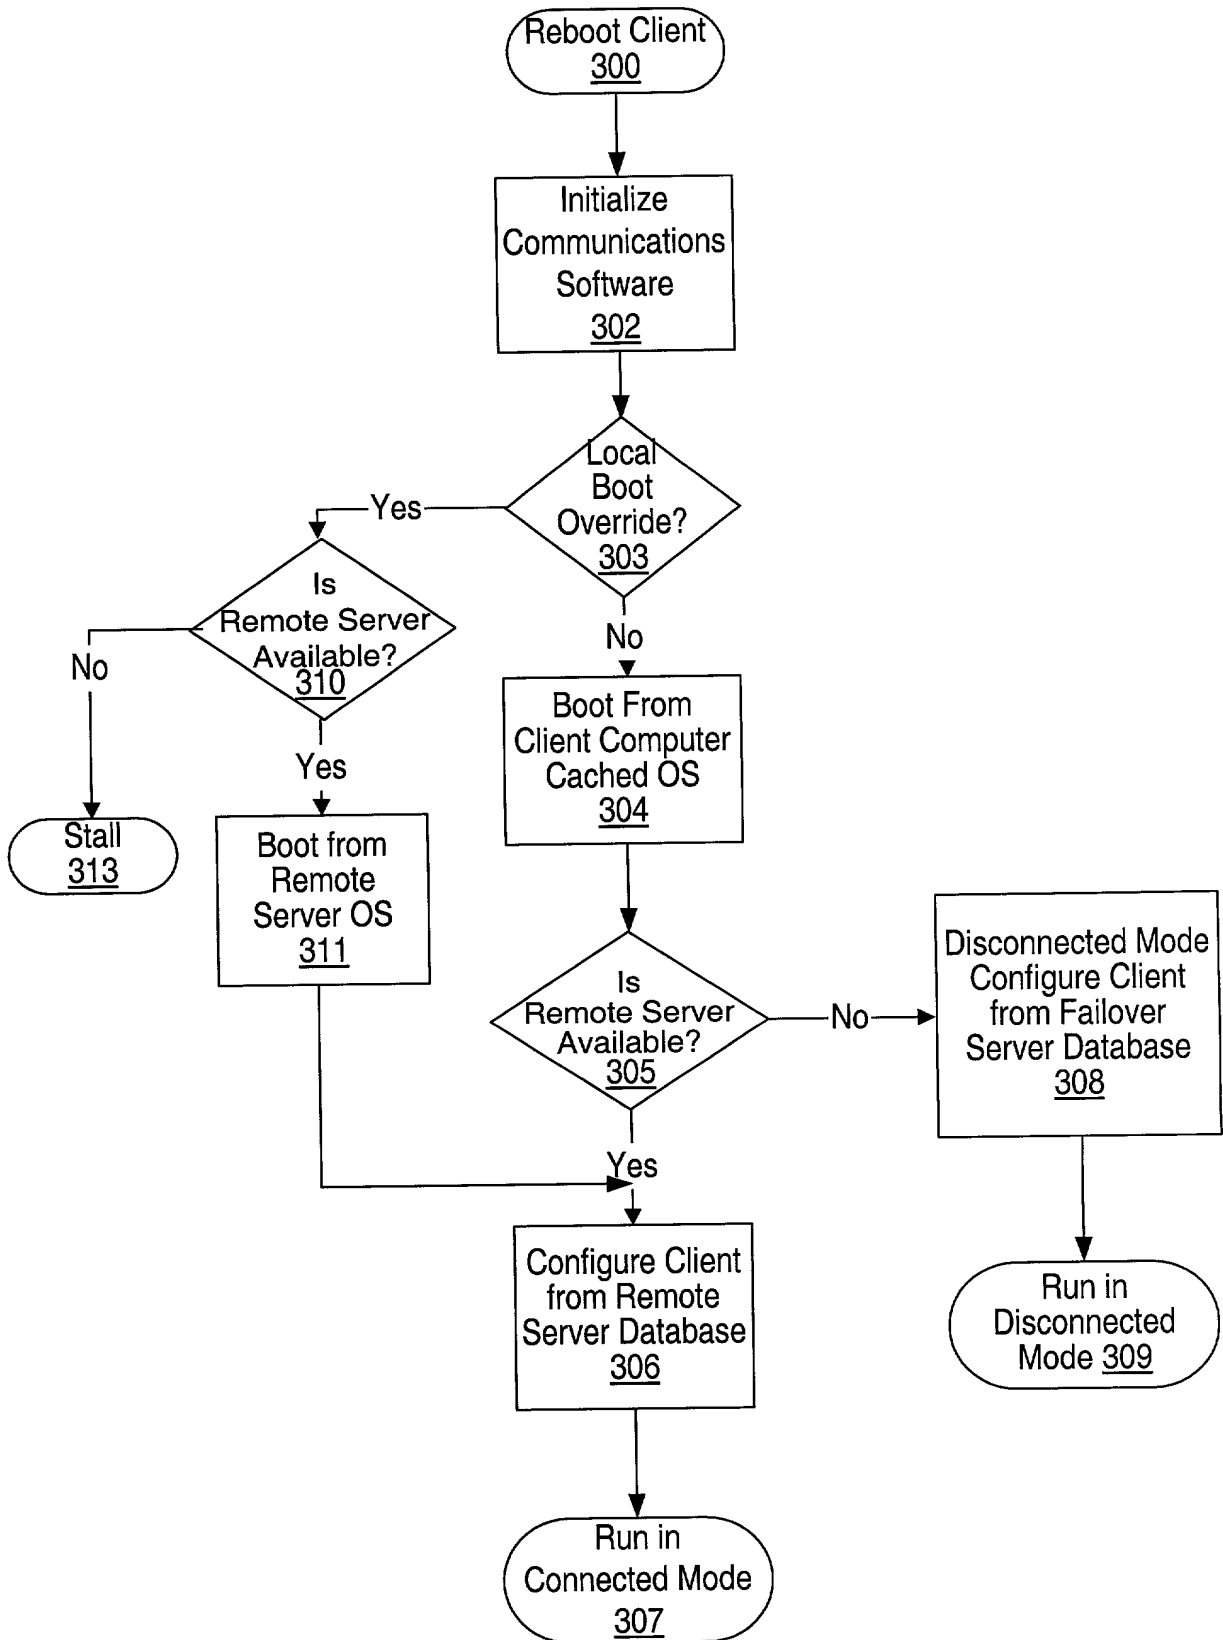 Reboot Client
300
Initialize
Communications
Software
302
Local
Boot
Override?
303
Yes
No
Is
Remote Server
Available?
310
No
Yes
Stall
313
Boot from
Remote
Server OS
311
Boot From
Client Computer
Cached OS
304
Is
Remote Server
Available?
305
No
Yes
Disconnected Mode
Configure Client
from Failover
Server Database
308
Run in
Disconnected
Mode 309
Configure Client
from Remote
Server Database
306
Run in
Connected Mode
307